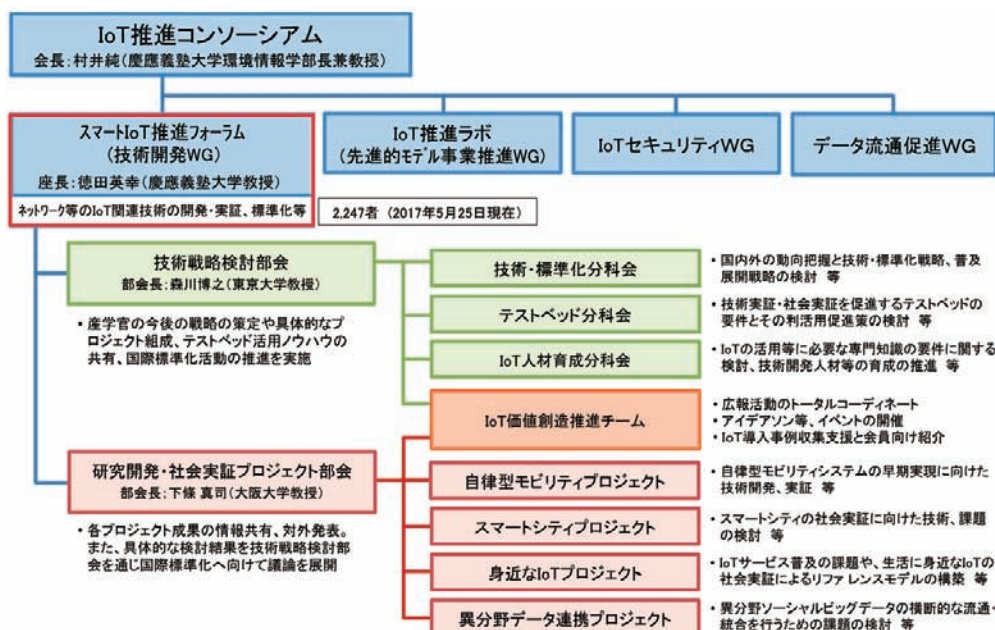 IoT推進コンソーシアム
会長:村井純(慶應義塾大学環境情報学部長兼教授)
スマートIoT推進フォーラム
(技術開発WG)
座長:徳田英幸(慶應義塾大学教授)
ネットワーク等のIoT関連技術の開発・実証、標準化等
IoT推進ラボ
(先進的モデル事業推進WG)
IoTセキュリティWG
データ流通促進WG
2,247者 (2017年5月25日現在)
技術戦略検討部会
部会長:森川博之(東京大学教授)
・産学官の今後の戦略の策定や具体的なプ
ロジェクト組成、テストベッド活用ノウハウの
共有、国際標準化活動の推進を実施
技術・標準化分科会
・国内外の動向把握と技術・標準化戦略、普及
展開戦略の検討 等
テストベッド分科会
・技術実証・社会実証を促進するテストベッドの
要件とその利活用促進策の検討 等
IoT人材育成分科会
・IoTの活用等に必要な専門知識の要件に関する
検討、技術開発人材等の育成の推進 等
IoT価値創造推進チーム
・広報活動のトータルコーディネート
・アイデアソン等、イベントの開催
・IoT導入事例収集支援と会員向け紹介
研究開発・社会実証プロジェクト部会
部会長:下條 真司(大阪大学教授)
・各プロジェクト成果の情報共有、対外発表。
また、具体的な検討結果を技術戦略検討部
会を通じ国際標準化へ向けて議論を展開
自律型モビリティプロジェクト
・自律型モビリティシステムの早期実現に向けた
技術開発、実証 等
スマートシティプロジェクト
・スマートシティの社会実証に向けた技術、課題
の検討 等
身近なIoTプロジェクト
・IoTサービス普及の課題や、生活に身近なIoTの
社会実証によるリファレンスモデルの構築 等
異分野データ連携プロジェクト
・異分野ソーシャルビッグデータの横断的な流通・
統合を行うための課題の検討 等